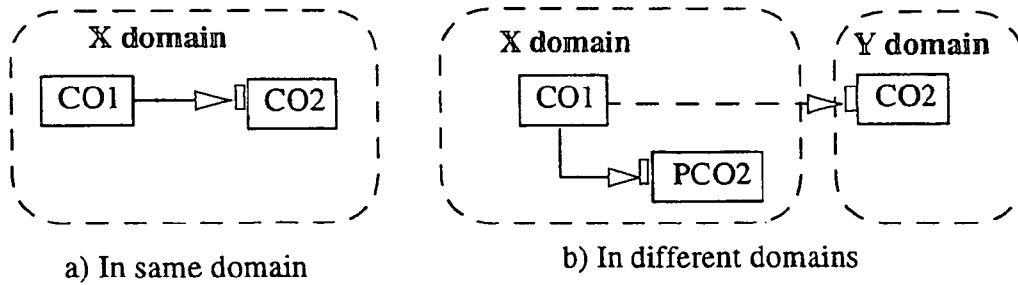 X domain
CO1
CO2
a) In same domain
X domain
Y domain
CO1
CO2
PCO2
b) In different domains